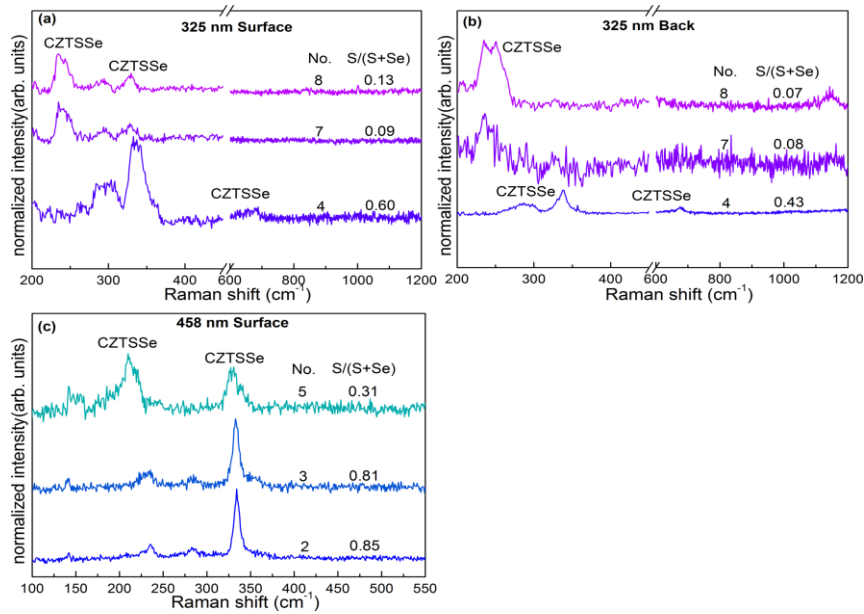 (a) 325 nm Surface
CZTSSe
CZTSSe
No. S/(S+Se)
8 0.13
7 0.09
CZTSSe
4 0.60
200 300 400 600 700 800 900 1000 1100 1200
Raman shift (cm-1)
normalized intensity(arb. units)
(b) 325 nm Back
CZTSSe
No. S/(S+Se)
8 0.07
7 0.08
CZTSSe
CZTSSe
4 0.43
200 300 400 600 800 1000 1200
Raman shift (cm-1)
normalized intensity(arb. units)
(c) 458 nm Surface
CZTSSe
CZTSSe
No. S/(S+Se)
5 0.31
3 0.81
2 0.85
100 150 200 250 300 350 400 450 500 550
Raman shift (cm-1)
normalized intensity(arb. units)